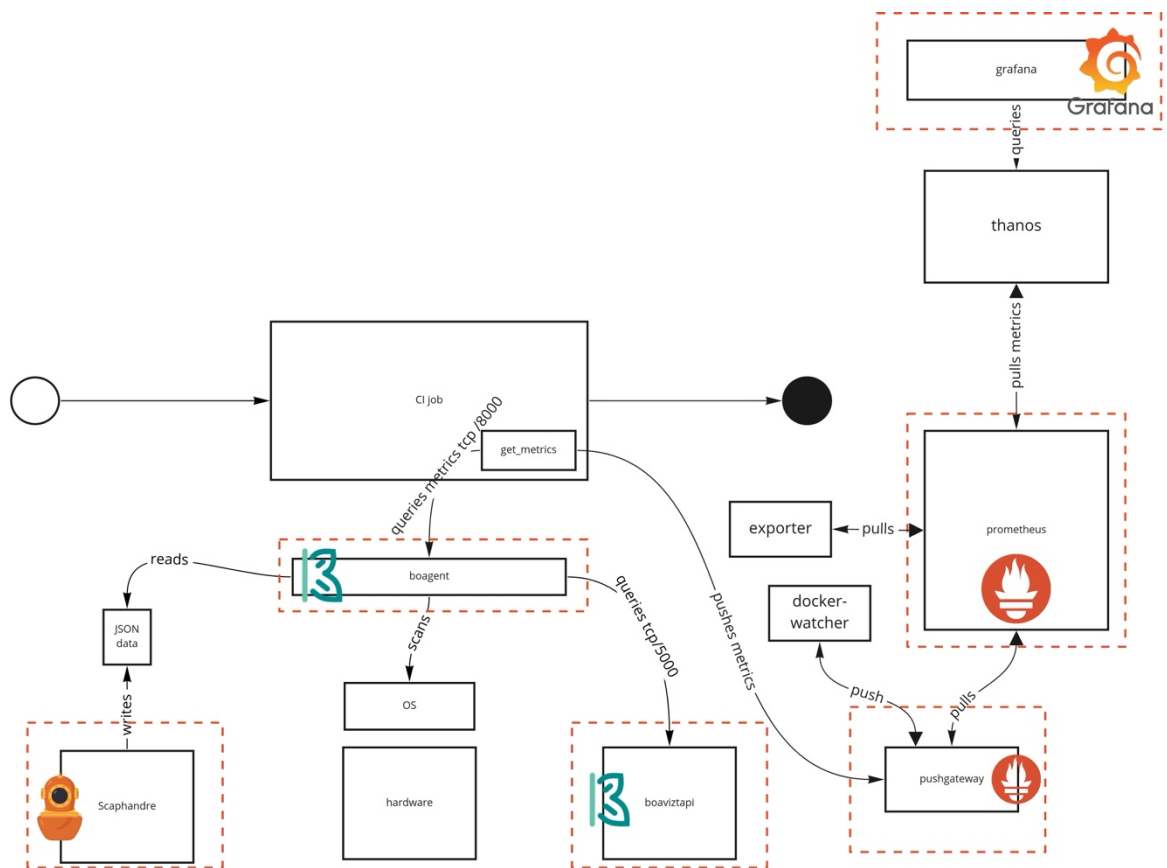 grafana
Grafana
queries
thanos
pulls metrics
CI job
get_metrics
queries metrics tcp /8000
exporter
pulls
prometheus
reads
boagent
queries tcp/5000
pushes metrics
docker-
watcher
JSON
data
scans
push
pulls
writes
OS
Scaphandre
hardware
boaviztapi
pushgateway